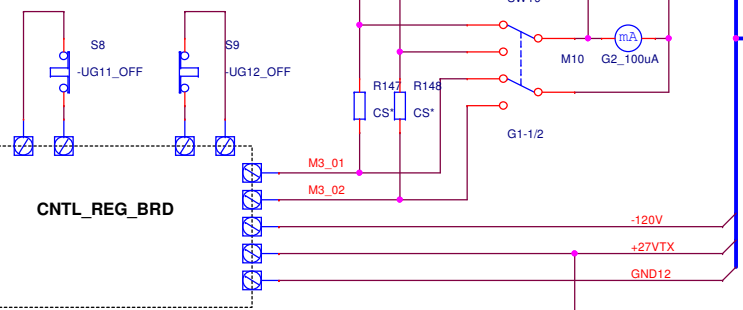 S8
S9
-UG11_OFF
-UG12_OFF
R147
R148
CS*
CS*
mA
M10
G2_100uA
G1-1/2
M3_01
M3_02
CNTL_REG_BRD
-120V
+27VTX
GND12